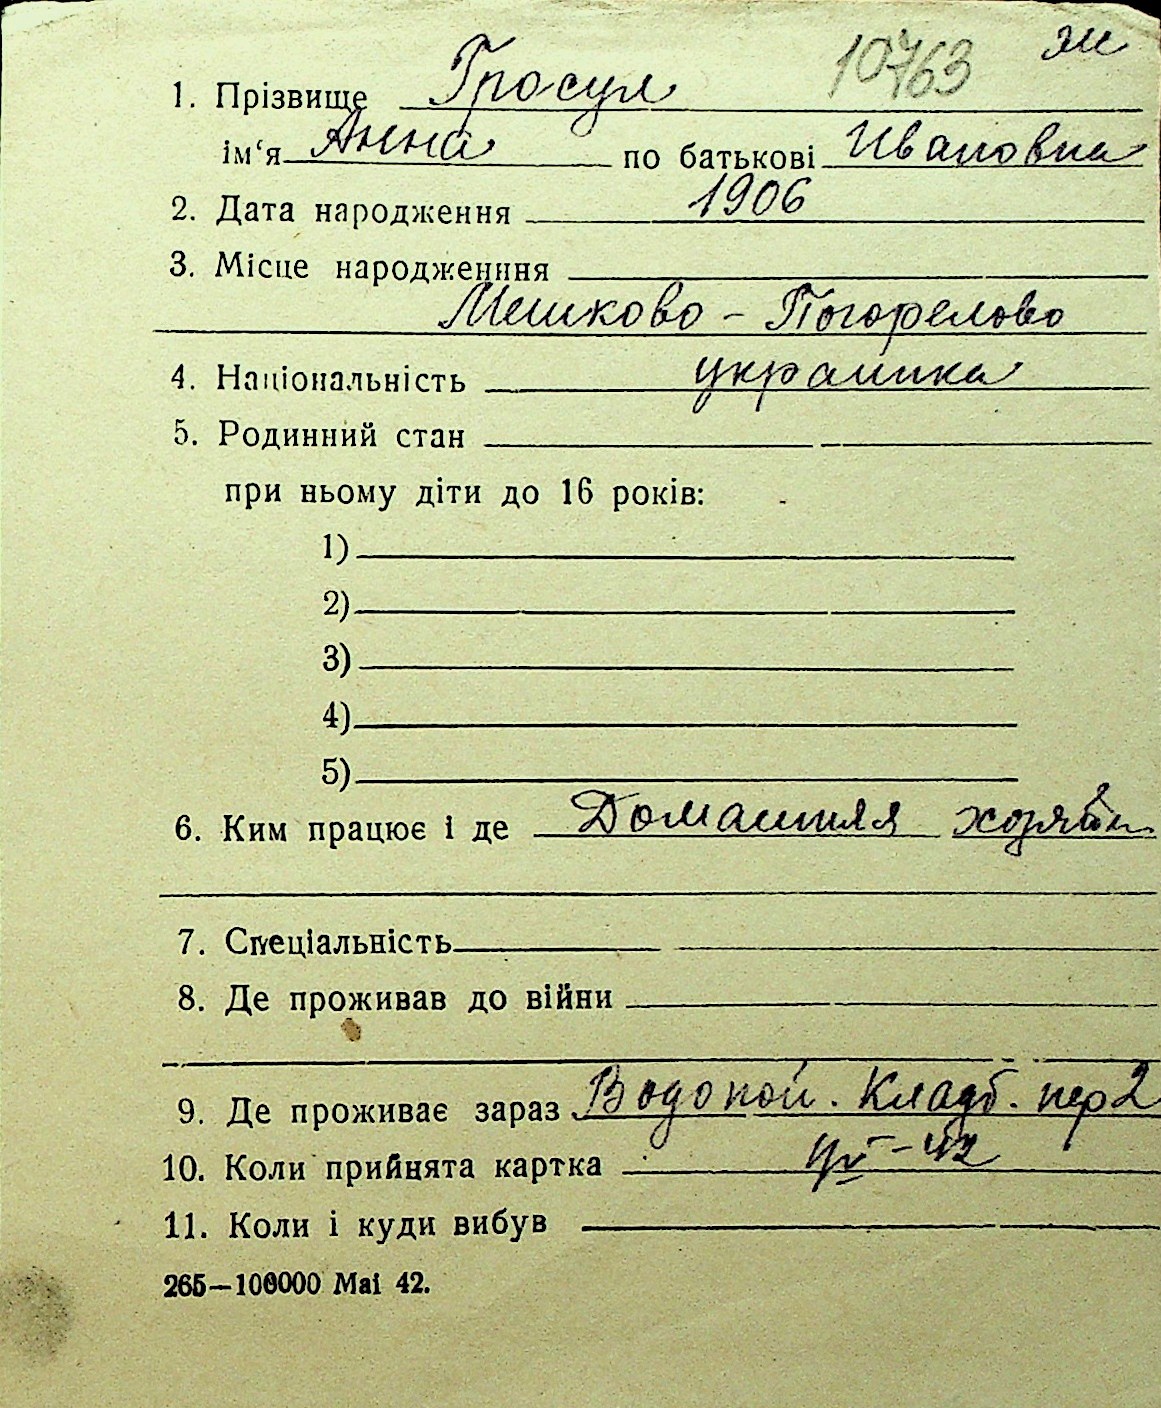 10763
1. Прізвище Гросул
ім‘я Анна по батькові Ивановна
2. Дата народження 1906
3. Місце народженння
Мешково - Погорелово
4. Національність украинка
5. Родинний стан
при ньому діти до 16 років:
1)
2)
3)
4)
5)
6. Ким працює і де Домашняя хозяйк
7. Спеціальність
8. Де проживав до війни
9. Де проживає зараз Водопой. Кладб. пер 2
10. Коли прийнята картка
11. Коли і куди вибув
265—100000 Mai 42.